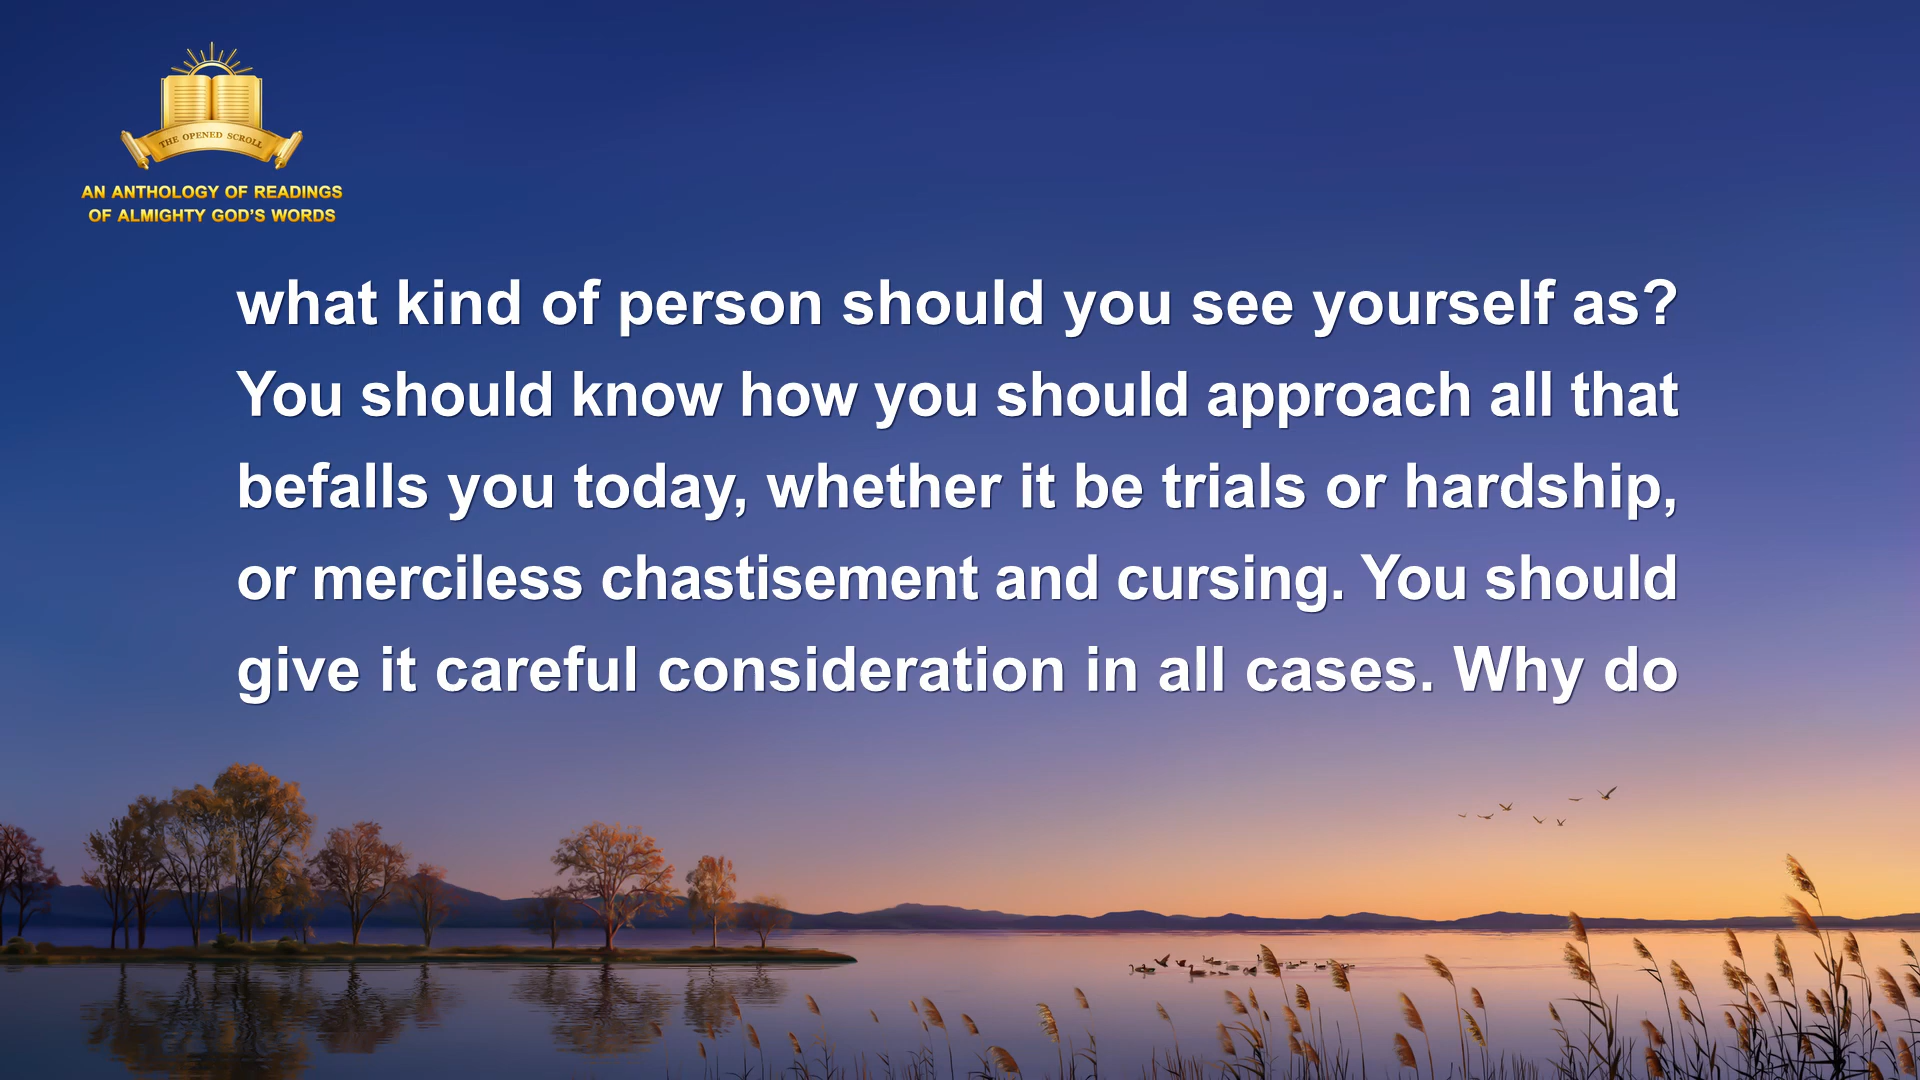 THE OPENED SCROLL
AN ANTHOLOGY OF READINGS
OF ALMIGHTY GOD'S WORDS
what kind of person should you see yourself as?
You should know how you should approach all that
befalls you today, whether it be trials or hardship,
or merciless chastisement and cursing. You should
give it careful consideration in all cases. Why do